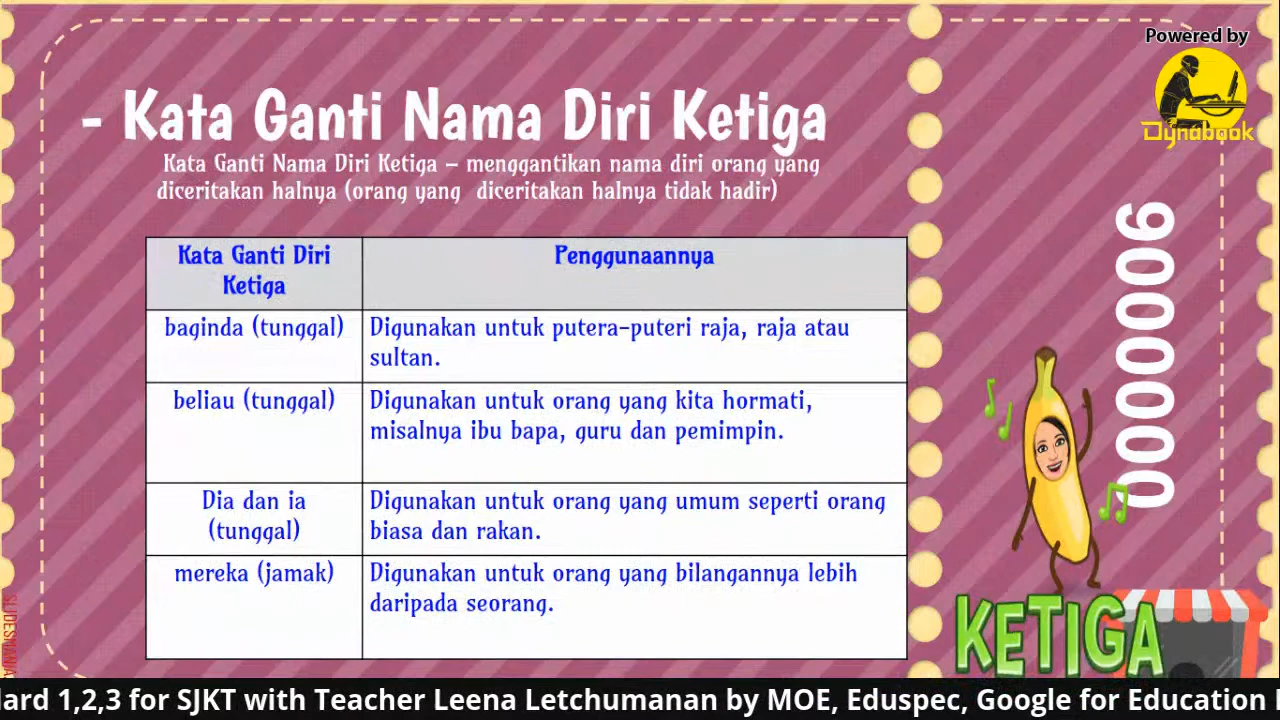 Powered by
Dynabook
- Kata Ganti Nama Diri Ketiga
Kata Ganti Nama Diri Ketiga – menggantikan nama diri orang yang
diceritakan halnya (orang yang diceritakan halnya tidak hadir)
Kata Ganti Diri
Ketiga
Penggunaannya
baginda (tunggal)
Digunakan untuk putera-puteri raja, raja atau
sultan.
beliau (tunggal)
Digunakan untuk orang yang kita hormati,
misalnya ibu bapa, guru dan pemimpin.
Dia dan ia
(tunggal)
Digunakan untuk orang yang umum seperti orang
biasa dan rakan.
mereka (jamak)
Digunakan untuk orang yang bilangannya lebih
daripada seorang.
9000000
KETIGA
SLIDESMANIA
dard 1,2,3 for SJKT with Teacher Leena Letchumanan by MOE, Eduspec, Google for Education